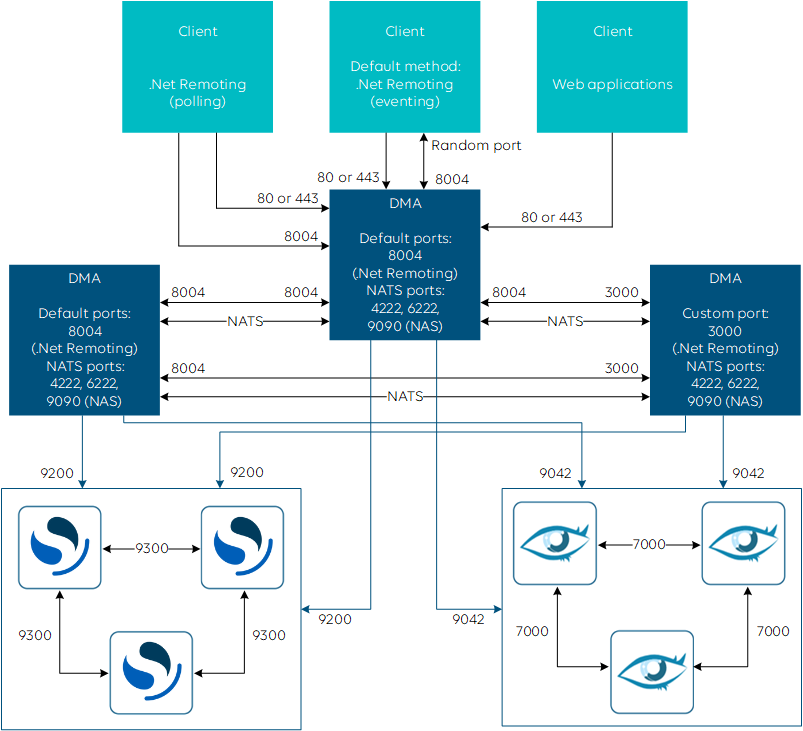 Client
.Net Remoting
(polling)
Client
Default method:
.Net Remoting
(eventing)
Client
Web applications
Random port
80 or 443
8004
80 or 443
8004
80 or 443
DMA
Default ports:
8004
(.Net Remoting)
NATS ports:
4222, 6222,
9090 (NAS)
DMA
Default ports:
8004
(.Net Remoting)
NATS ports:
4222, 6222,
9090 (NAS)
DMA
Custom port:
3000
(.Net Remoting)
NATS ports:
4222, 6222,
9090 (NAS)
8004
8004
NATS
8004
3000
NATS
8004
3000
NATS
9200
9200
9042
9042
9300
9300
9300
9200
9042
7000
7000
7000